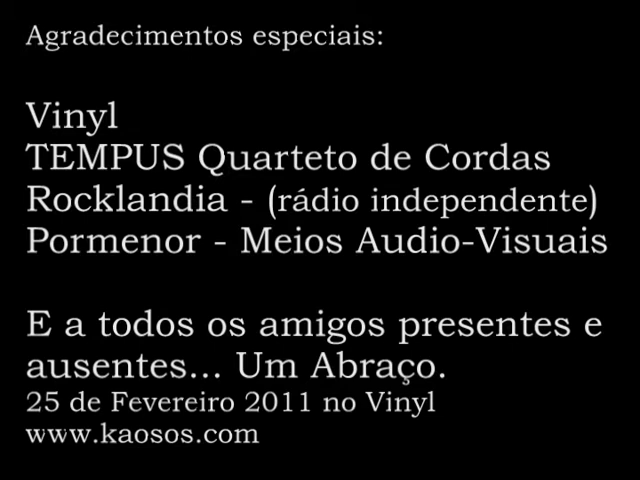 Agradecimentos especiais:
Vinyl
TEMPUS Quarteto de Cordas
Rocklandia - (rádio independente)
Pormenor - Meios Audio-Visuais
E a todos os amigos presentes e
ausentes... Um Abraço.
25 de Fevereiro 2011 no Vinyl
www.kaosos.com